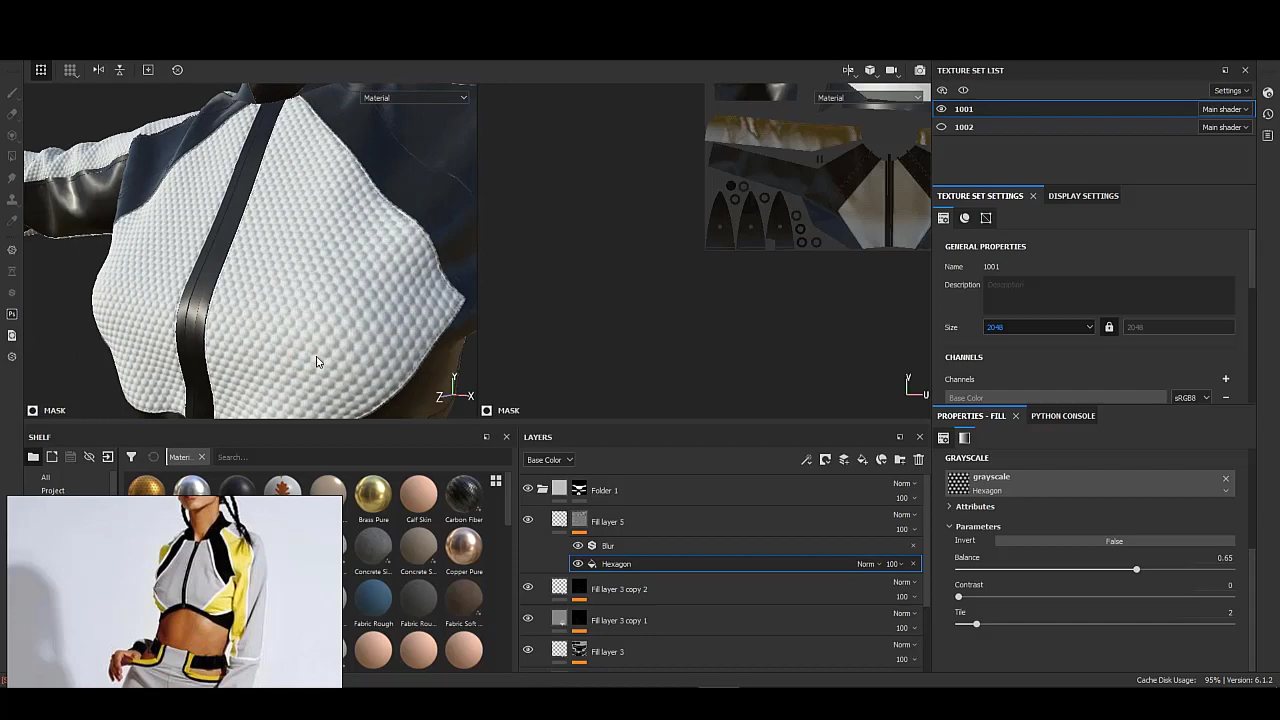 Material
Material
TEXTURE SET LIST
Settings
1001
Main shader
1002
Main shader
TEXTURE SET SETTINGS
DISPLAY SETTINGS
GENERAL PROPERTIES
Name
1001
Description
Description
Size
2048
2048
CHANNELS
Channels
Base Color
sRGB8
Y
Z
X
V
U
MASK
MASK
Ps
PROPERTIES - FILL
PYTHON CONSOLE
SHELF
Materi...
Search...
All
Project
Brass Pure
Calf Skin
Carbon Fiber
Concrete S...
Concrete S...
Copper Pure
Fabric Rough
Fabric Rou...
Fabric Soft ...
LAYERS
Base Color
Folder 1
Norm
100
Fill layer 5
Norm
100
Blur
Hexagon
Norm
100
Fill layer 3 copy 2
Norm
100
Fill layer 3 copy 1
Norm
100
Fill layer 3
Norm
100
GRAYSCALE
grayscale
Hexagon
Attributes
Parameters
Invert
False
Balance
0.65
Contrast
0
Tile
2
Cache Disk Usage: 95% | Version: 6.1.2